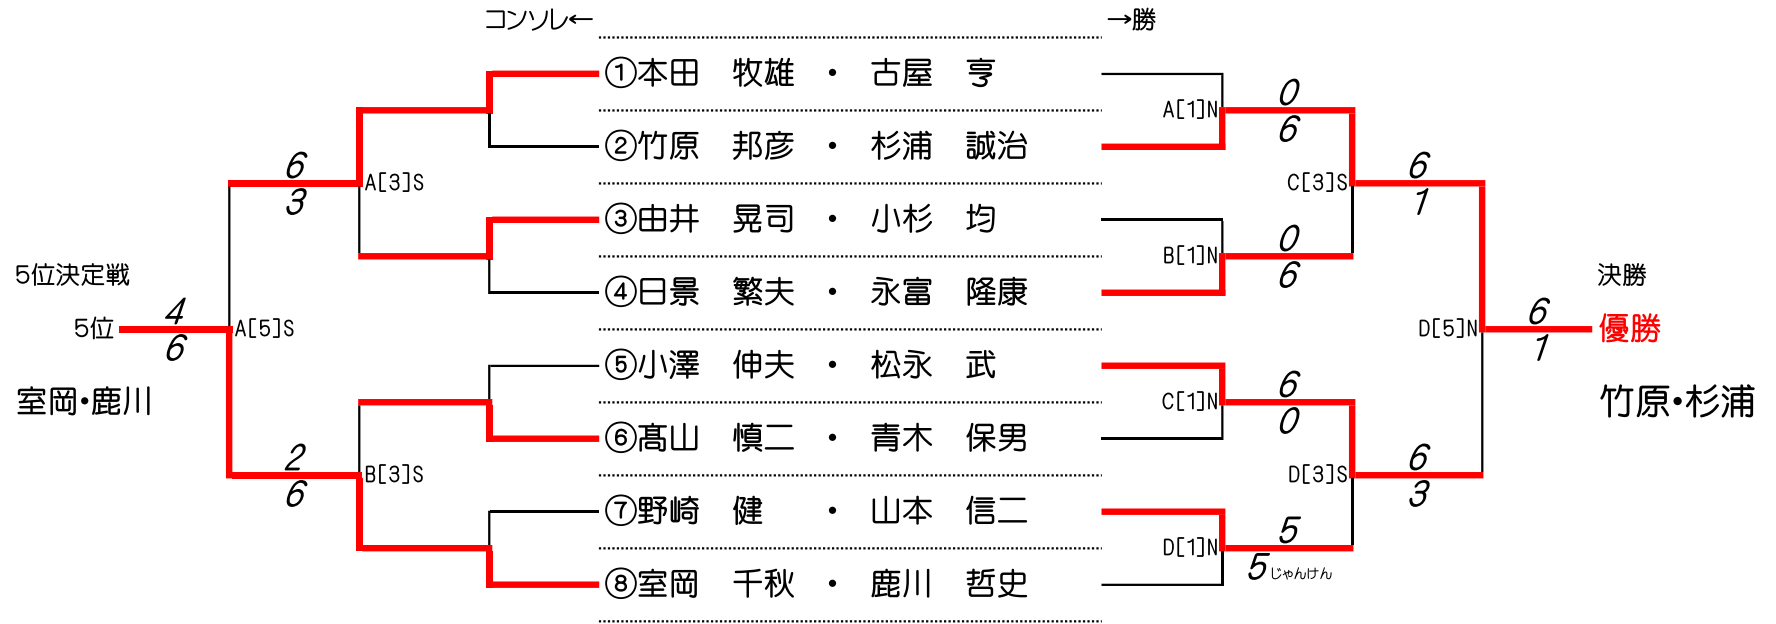 コンソレ← →勝
①本田 牧雄 ・ 古屋 亨
A[1]N 0
6
②竹原 邦彦 ・ 杉浦 誠治
6
3 A[3]S
C[3]S 6
1
③由井 晃司 ・ 小杉 均
B[1]N 0
6
5位決定戦
④日景 繁夫 ・ 永富 隆康
決勝
4
6
5位 A[5]S
D[5]N 6
1
優勝
⑤小澤 伸夫 ・ 松永 武
室岡・鹿川
C[1]N 6
0
竹原・杉浦
⑥髙山 慎二 ・ 青木 保男
2
6 B[3]S
D[3]S 6
3
⑦野崎 健 ・ 山本 信二
D[1]N 5
5じゃんけん
⑧室岡 千秋 ・ 鹿川 哲史